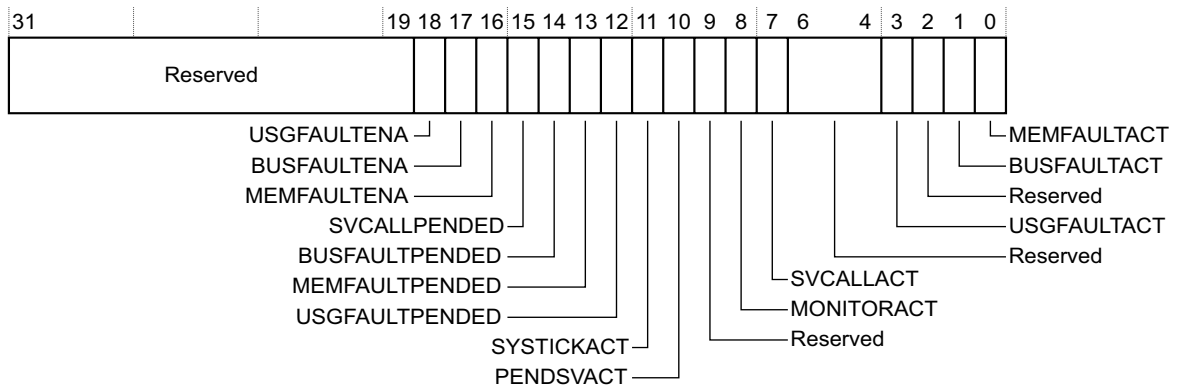 31 19 18 17 16 15 14 13 12 11 10 9 8 7 6 4 3 2 1 0
Reserved
USGFAULTENA MEMFAULTACT
BUSFAULTENA BUSFAULTACT
MEMFAULTENA Reserved
SVCALLPENDED USGFAULTACT
BUSFAULTPENDED Reserved
MEMFAULTPENDED SVCALLACT
USGFAULTPENDED MONITORACT
SYSTICKACT Reserved
PENDSVACT